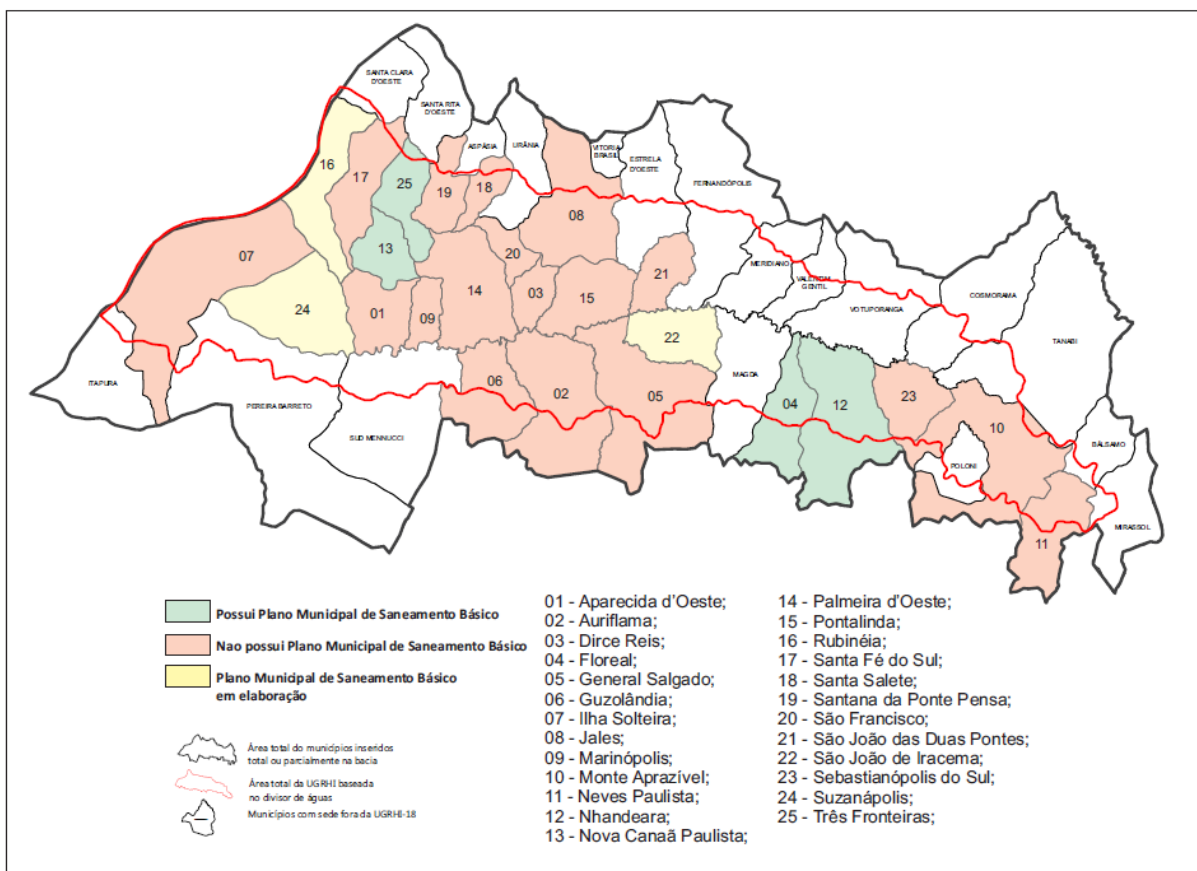 SANTA CLARA
D'OESTE
SANTA RITA
D'OESTE
ASPÁSIA
URÂNIA
VITORIA
BRASIL
ESTRELA
D'OESTE
FERNANDÓPOLIS
16
17
25
19
18
08
07
13
20
21
MERIDIANO
VALENTIM
GENTIL
COSMORAMA
24
01
09
14
03
15
VOTUPORANGA
TANABI
22
ITAPURA
PEREIRA BARRETO
SUD MENNUCCI
06
02
05
MAGDA
04
12
23
10
BÁLSAMO
POLONI
MIRASSOL
11
Possui Plano Municipal de Saneamento Básico
Nao possui Plano Municipal de Saneamento Básico
Plano Municipal de Saneamento Básico
em elaboração
Área total do municípios inseridos
total ou parcialmente na bacia
Área total da UGRHI baseada
no divisor de águas
Municípios com sede fora da UGRHI-18
01 - Aparecida d'Oeste;
02 - Auriflama;
03 - Dirce Reis;
04 - Floreal;
05 - General Salgado;
06 - Guzolândia;
07 - Ilha Solteira;
08 - Jales;
09 - Marinópolis;
10 - Monte Aprazível;
11 - Neves Paulista;
12 - Nhandeara;
13 - Nova Canaã Paulista;
14 - Palmeira d'Oeste;
15 - Pontalinda;
16 - Rubinéia;
17 - Santa Fé do Sul;
18 - Santa Salete;
19 - Santana da Ponte Pensa;
20 - São Francisco;
21 - São João das Duas Pontes;
22 - São João de Iracema;
23 - Sebastianópolis do Sul;
24 - Suzanápolis;
25 - Três Fronteiras;